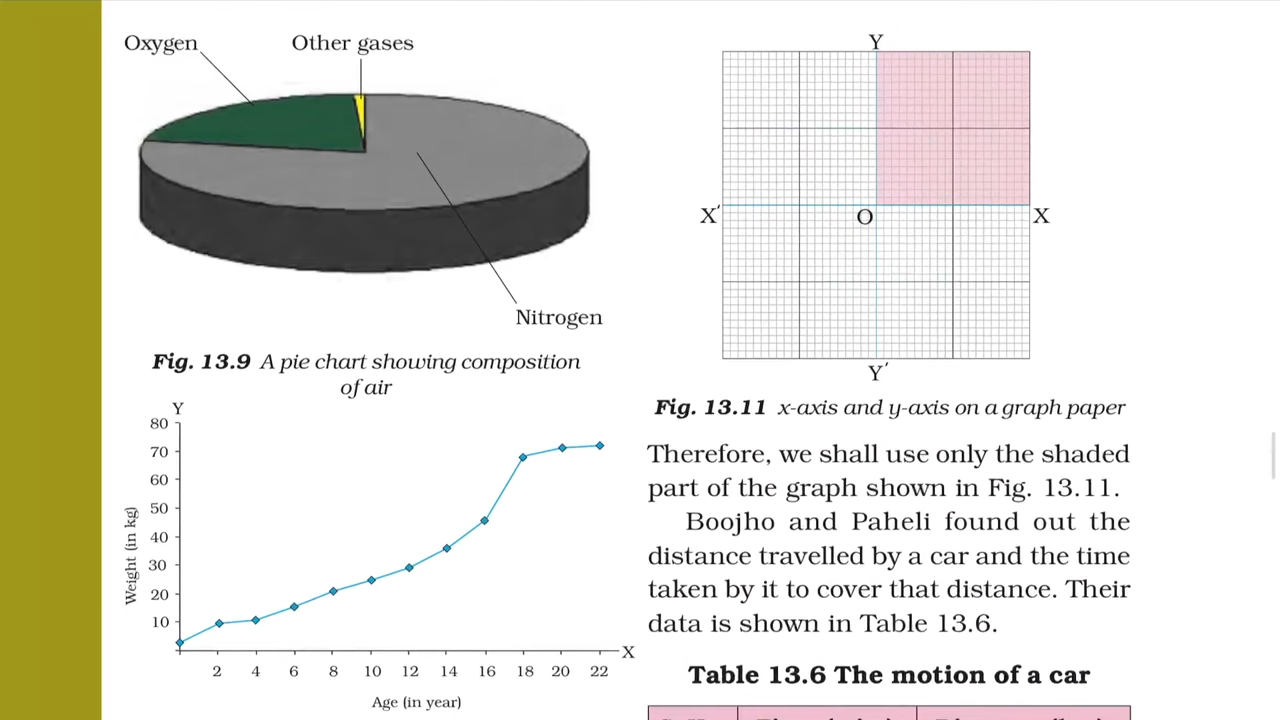 Oxygen
Other gases
Nitrogen
Fig. 13.9 A pie chart showing composition
of air
Y
80
70
60
50
40
30
20
10
Weight (in kg)
2 4 6 8 10 12 14 16 18 20 22
X
Age (in year)
Y
X′
O
X
Y′
Fig. 13.11 x-axis and y-axis on a graph paper
Therefore, we shall use only the shaded
part of the graph shown in Fig. 13.11.
Boojho and Paheli found out the
distance travelled by a car and the time
taken by it to cover that distance. Their
data is shown in Table 13.6.
Table 13.6 The motion of a car